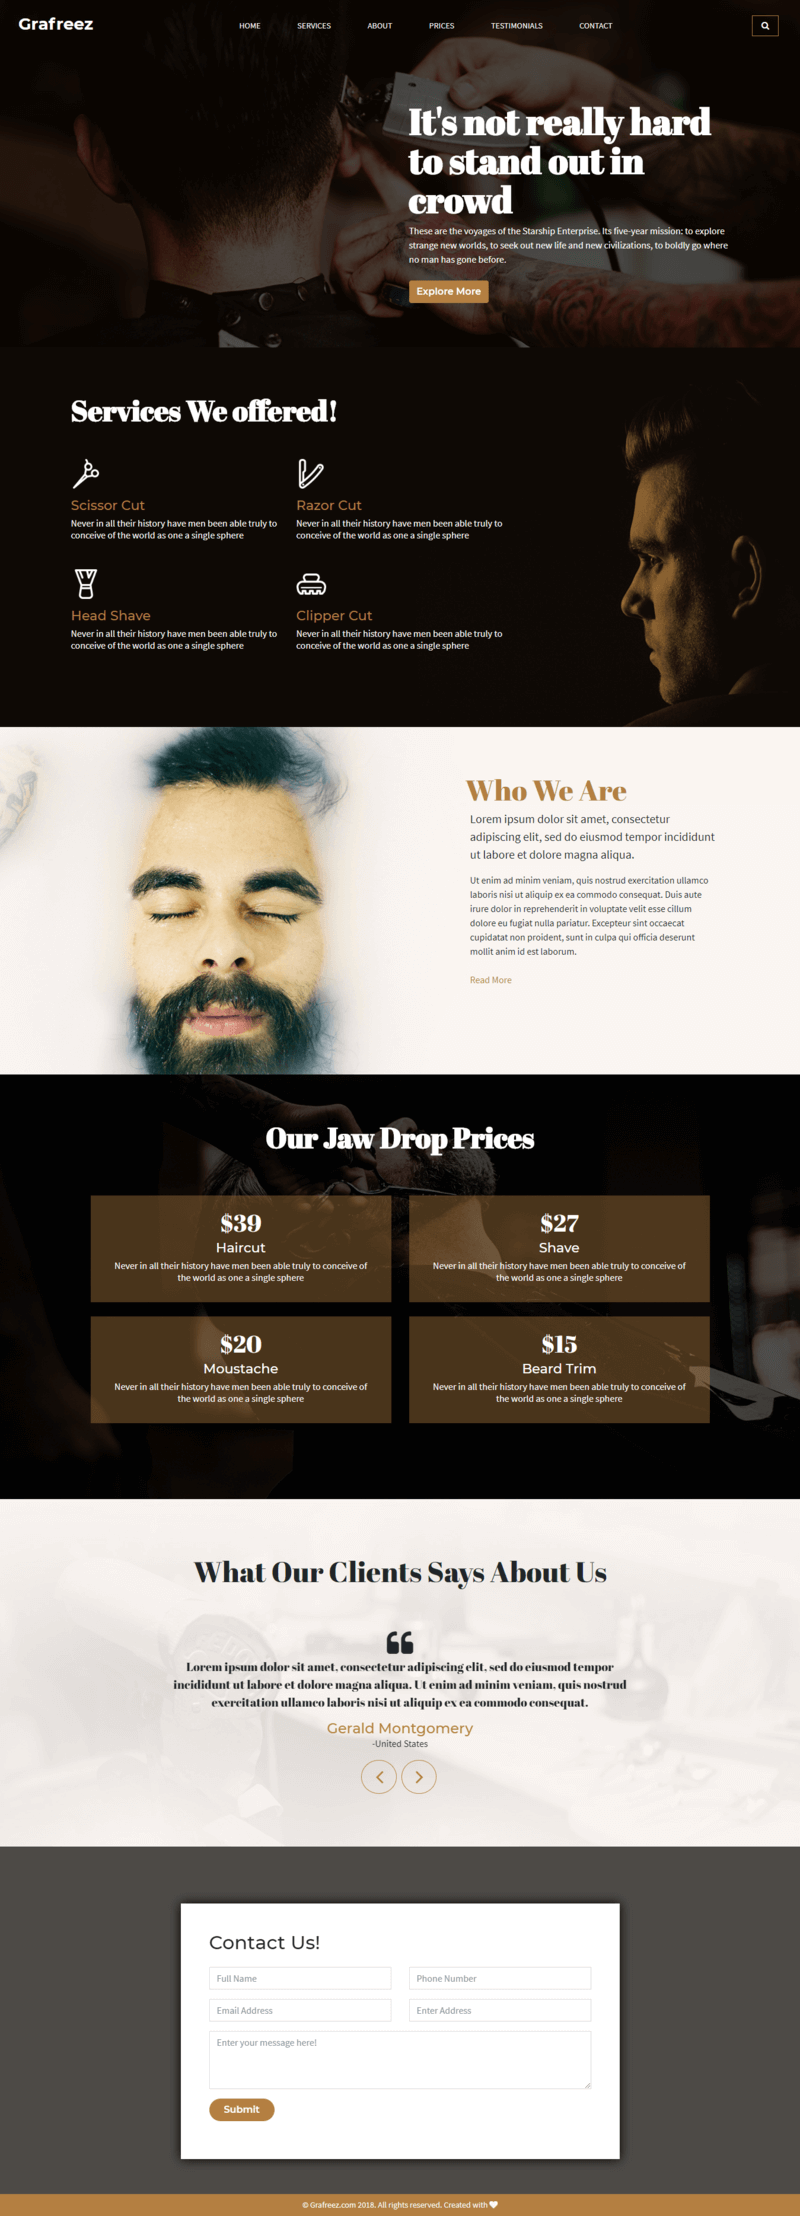 Grafreez
HOME
SERVICES
ABOUT
PRICES
TESTIMONIALS
CONTACT
It's not really hard
to stand out in
crowd
These are the voyages of the Starship Enterprise. Its five-year mission: to explore
strange new worlds, to seek out new life and new civilizations, to boldly go where
no man has gone before.
Explore More
Services We offered!
Scissor Cut
Never in all their history have men been able truly to
conceive of the world as one a single sphere
Razor Cut
Never in all their history have men been able truly to
conceive of the world as one a single sphere
Head Shave
Never in all their history have men been able truly to
conceive of the world as one a single sphere
Clipper Cut
Never in all their history have men been able truly to
conceive of the world as one a single sphere
Who We Are
Lorem ipsum dolor sit amet, consectetur
adipiscing elit, sed do eiusmod tempor incididunt
ut labore et dolore magna aliqua.
Ut enim ad minim veniam, quis nostrud exercitation ullamco
laboris nisi ut aliquip ex ea commodo consequat. Duis aute
irure dolor in reprehenderit in voluptate velit esse cillum
dolore eu fugiat nulla pariatur. Excepteur sint occaecat
cupidatat non proident, sunt in culpa qui officia deserunt
mollit anim id est laborum.
Read More
Our Jaw Drop Prices
$39
Haircut
Never in all their history have men been able truly to conceive of
the world as one a single sphere
$27
Shave
Never in all their history have men been able truly to conceive of
the world as one a single sphere
$20
Moustache
Never in all their history have men been able truly to conceive of
the world as one a single sphere
$15
Beard Trim
Never in all their history have men been able truly to conceive of
the world as one a single sphere
What Our Clients Says About Us
Lorem ipsum dolor sit amet, consectetur adipiscing elit, sed do eiusmod tempor
incididunt ut labore et dolore magna aliqua. Ut enim ad minim veniam, quis nostrud
exercitation ullamco laboris nisi ut aliquip ex ea commodo consequat.
Gerald Montgomery
-United States
Contact Us!
Full Name
Phone Number
Email Address
Enter Address
Enter your message here!
Submit
© Grafreez.com 2018. All rights reserved. Created with